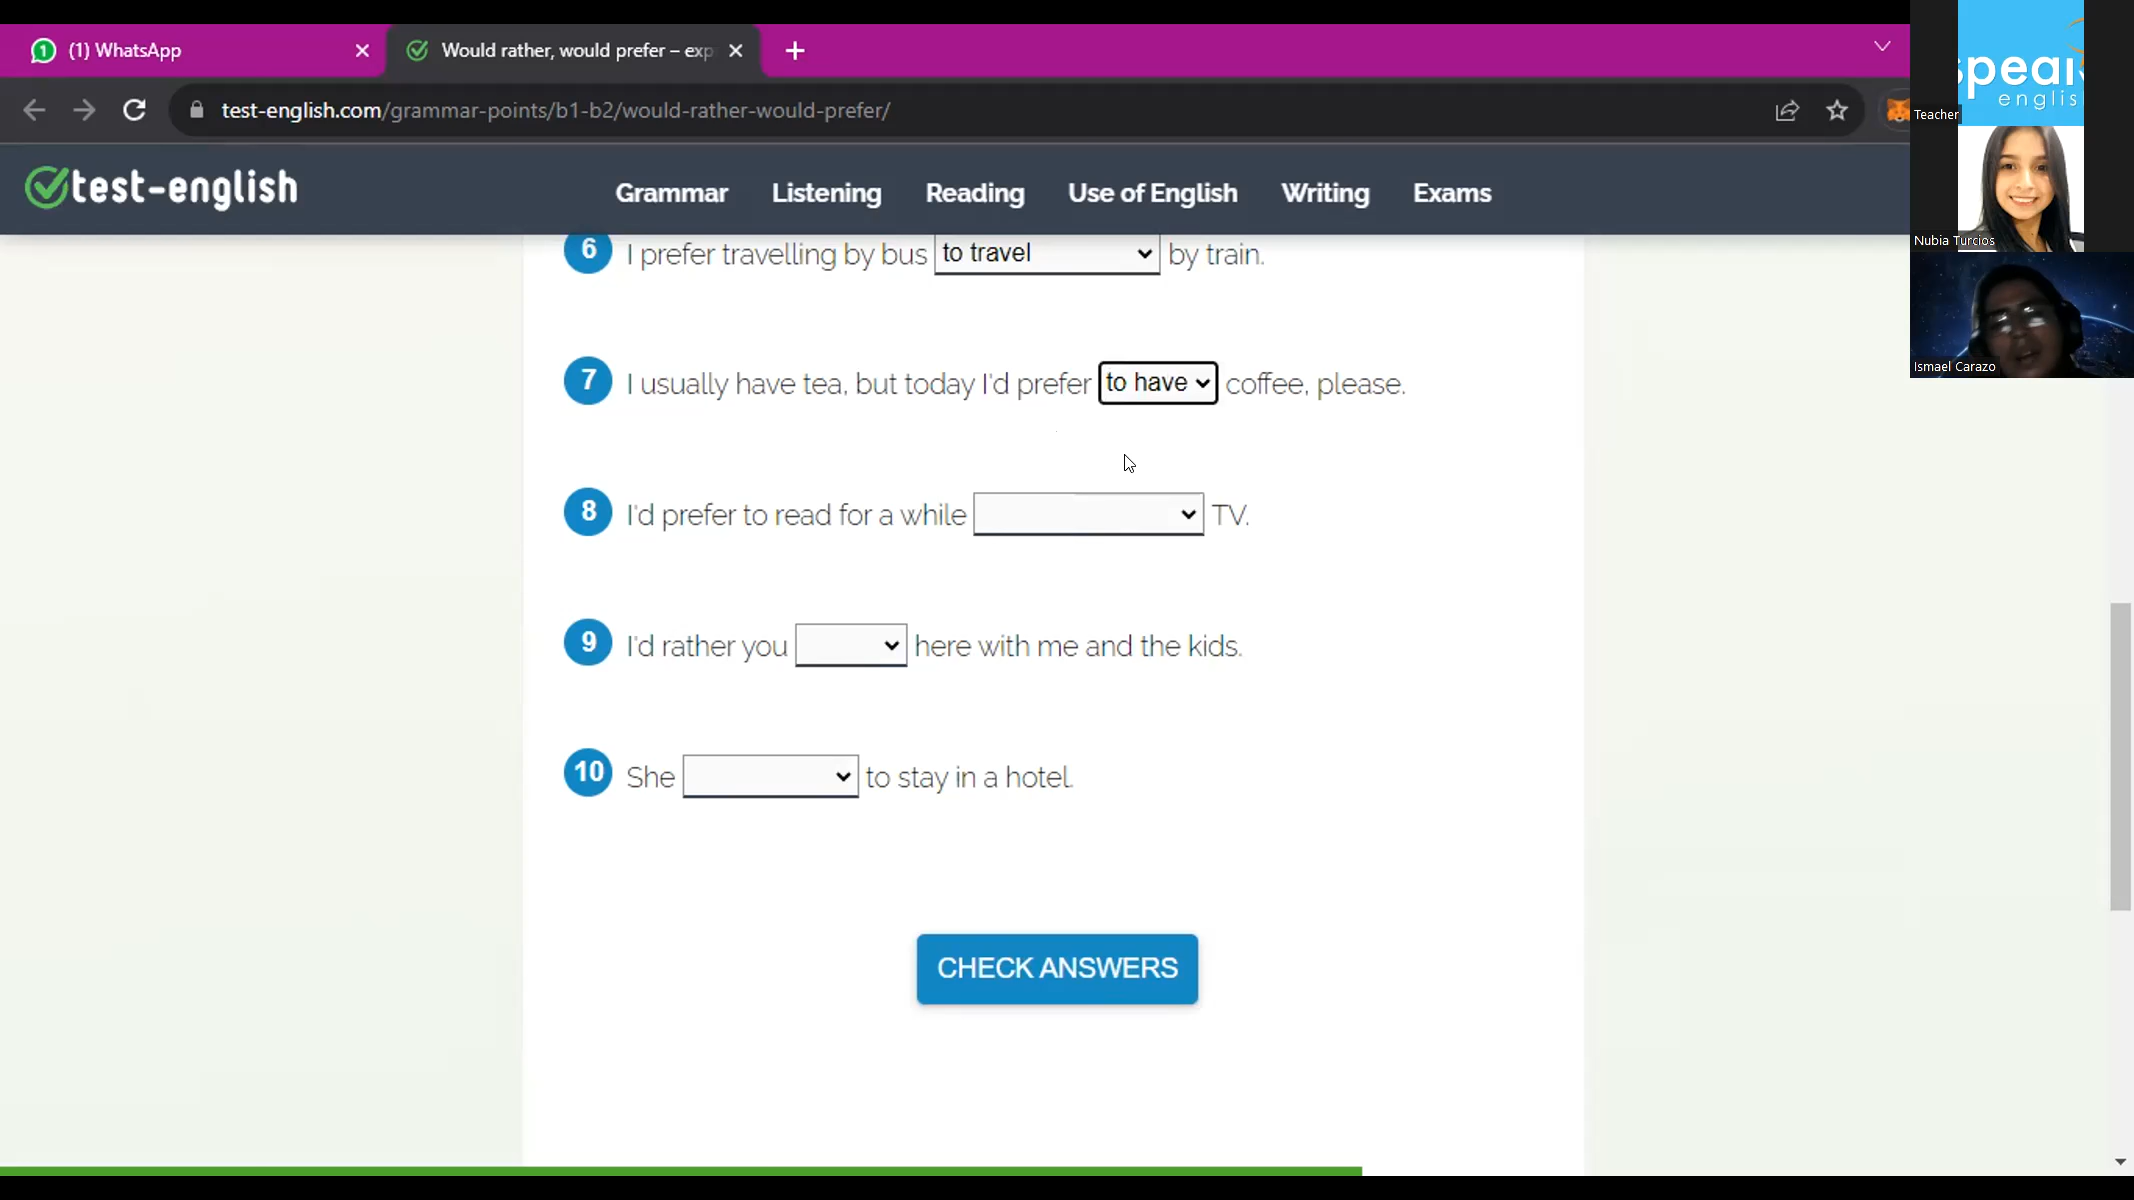 (1) WhatsApp
Would rather, would prefer – exp
test-english.com/grammar-points/b1-b2/would-rather-would-prefer/
test-english
Grammar Listening Reading Use of English Writing Exams
6 I prefer travelling by bus to travel by train.
7 I usually have tea, but today I'd prefer to have coffee, please.
8 I'd prefer to read for a while TV.
9 I'd rather you here with me and the kids.
10 She to stay in a hotel.
CHECK ANSWERS
Teacher
Nubia Turcios
Ismael Carazo